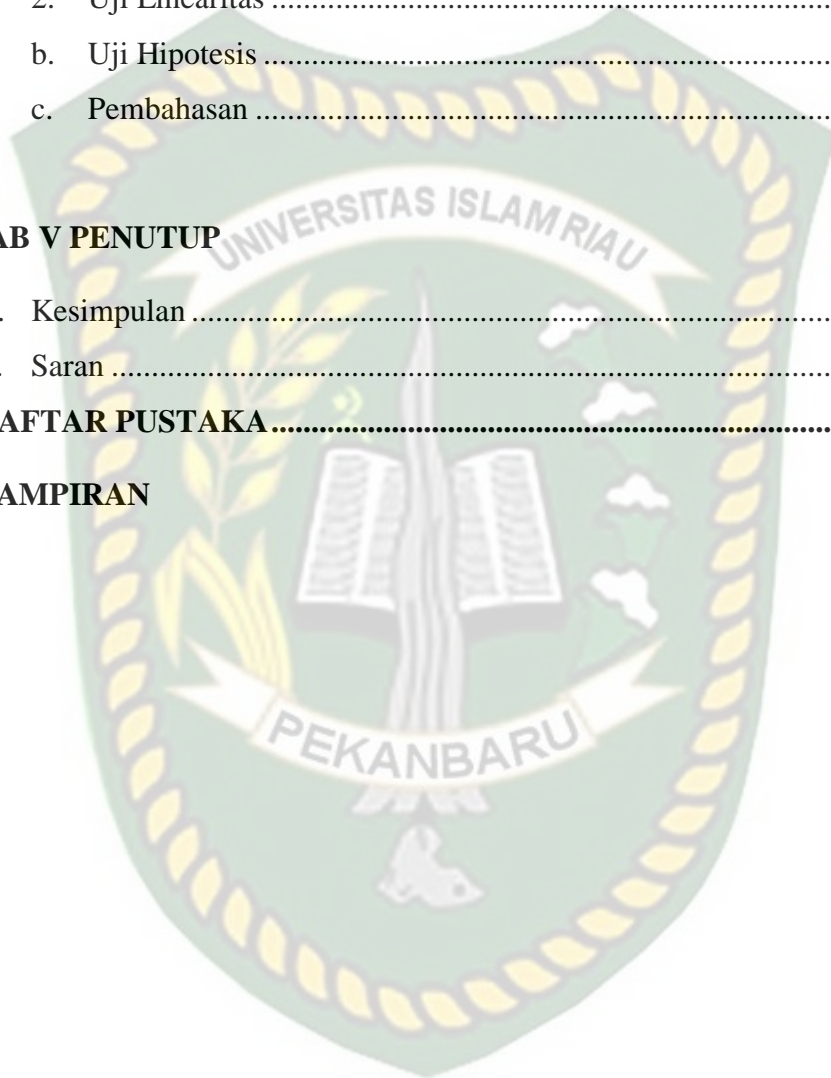 2. Uji Linearitas ...........................................................................
b. Uji Hipotesis ...........................................................................
c. Pembahasan ...........................................................................
UNIVERSITAS ISLAM RIAU
AB V PENUTUP
. Kesimpulan ...........................................................................
. Saran ...........................................................................
AFTAR PUSTAKA ...........................................................................
AMPIRAN
PEKANBARU